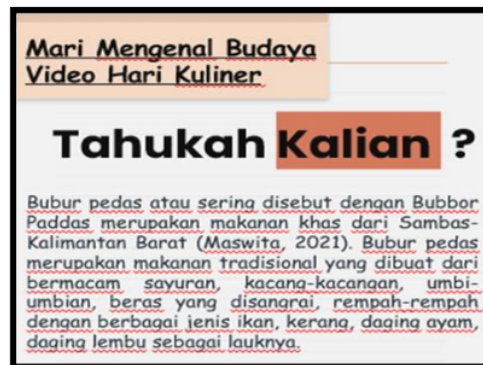 Mari Mengenal Budaya
Video Hari Kuliner
Tahukah Kalian ?
Bubur pedas atau sering disebut dengan Bubbor
Paddas merupakan makanan khas dari Sambas-
Kalimantan Barat (Maswita, 2021). Bubur pedas
merupakan makanan tradisional yang dibuat dari
bermacam sayuran, kacang-kacangan, umbi-
umbian, beras yang disangrai, rempah-rempah
dengan berbagai jenis ikan, kerang, daging ayam,
daging lembu sebagai lauknya.